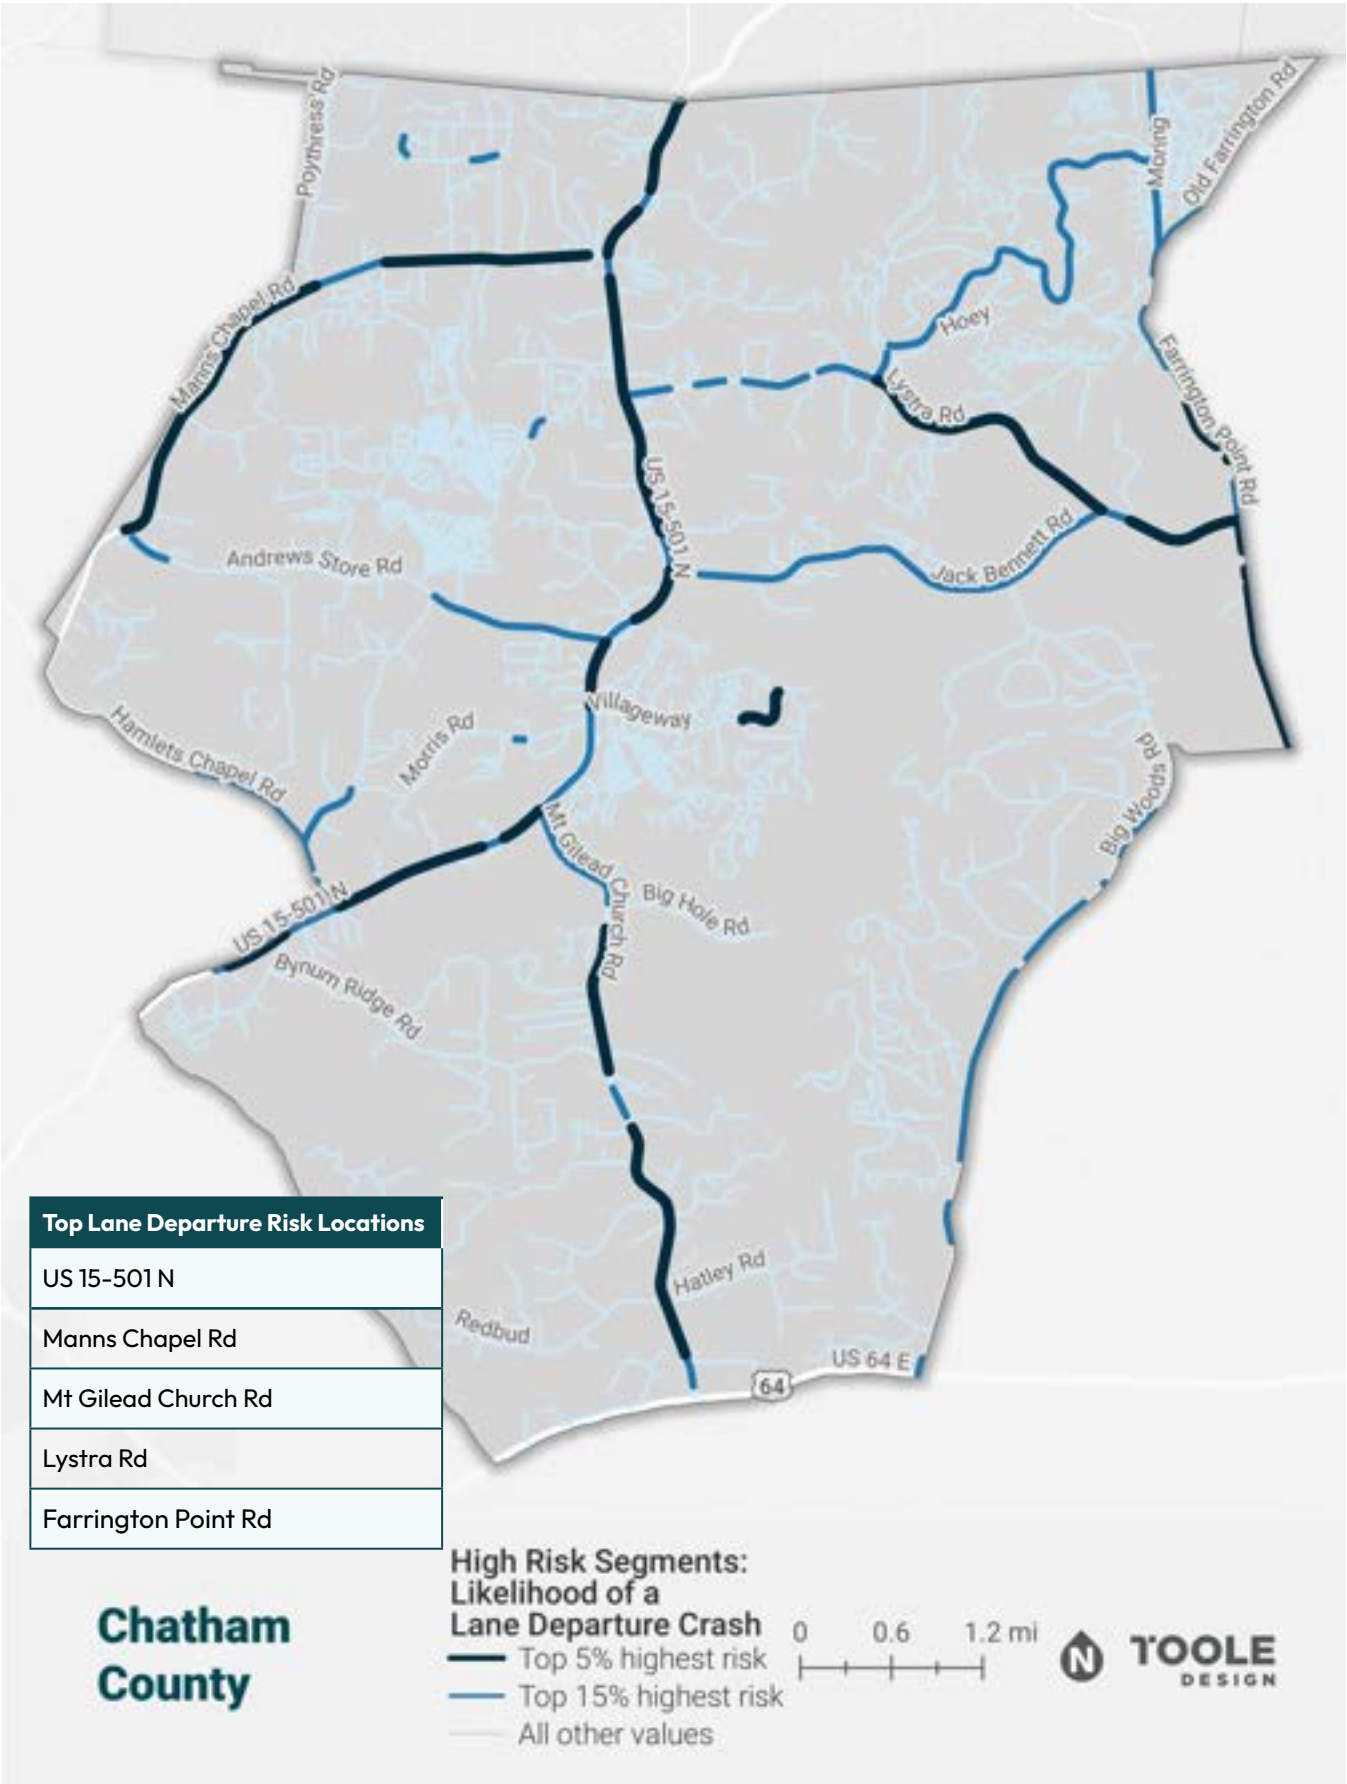 Poythress Rd
Moring
Old Farrington Rd
Manns Chapel Rd
Hoey
Lystra Rd
Farrington Point Rd
US 15-501 N
Andrews Store Rd
Jack Bennett Rd
Villageway
Hamlets Chapel Rd
Morris Rd
Big Woods Rd
Mt Gilead Church Rd
Big Hole Rd
US 15-501 N
Bynum Ridge Rd
Hatley Rd
Redbud
US 64 E
64
Top Lane Departure Risk Locations
US 15-501 N
Manns Chapel Rd
Mt Gilead Church Rd
Lystra Rd
Farrington Point Rd
Chatham
County
High Risk Segments:
Likelihood of a
Lane Departure Crash
Top 5% highest risk
Top 15% highest risk
All other values
0 0.6 1.2 mi
N
TOOLE
DESIGN